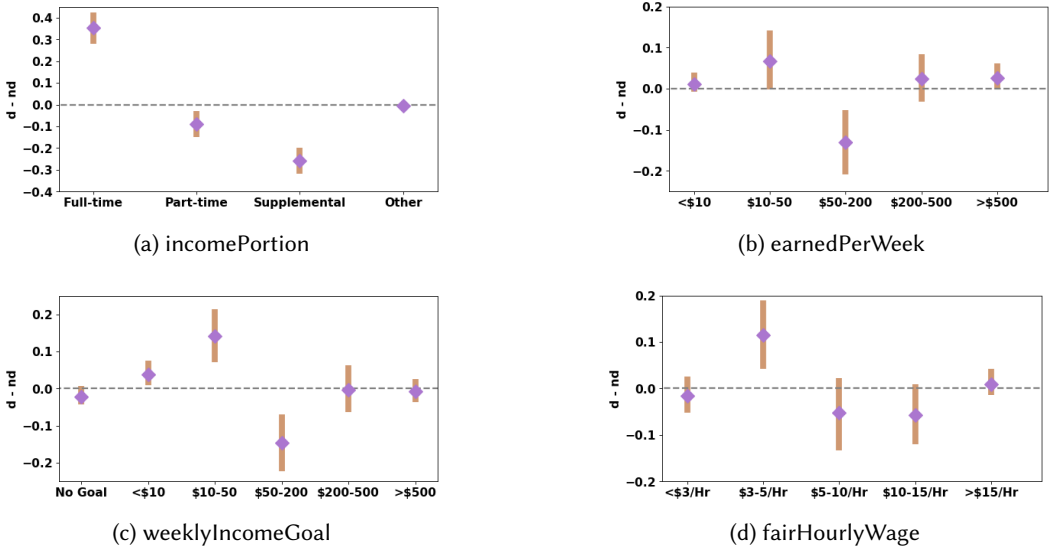 0.4
0.3
0.2
0.1
0.0
−0.1
−0.2
−0.3
−0.4
d - nd
Full-time Part-time Supplemental Other
(a) incomePortion
0.2
0.1
0.0
−0.1
−0.2
d - nd
<$10 $10-50 $50-200 $200-500 >$500
(b) earnedPerWeek
0.2
0.1
0.0
−0.1
−0.2
d - nd
No Goal <$10 $10-50 $50-200 $200-500 >$500
(c) weeklyIncomeGoal
0.2
0.1
0.0
−0.1
−0.2
d - nd
<$3/Hr $3-5/Hr $5-10/Hr $10-15/Hr >$15/Hr
(d) fairHourlyWage